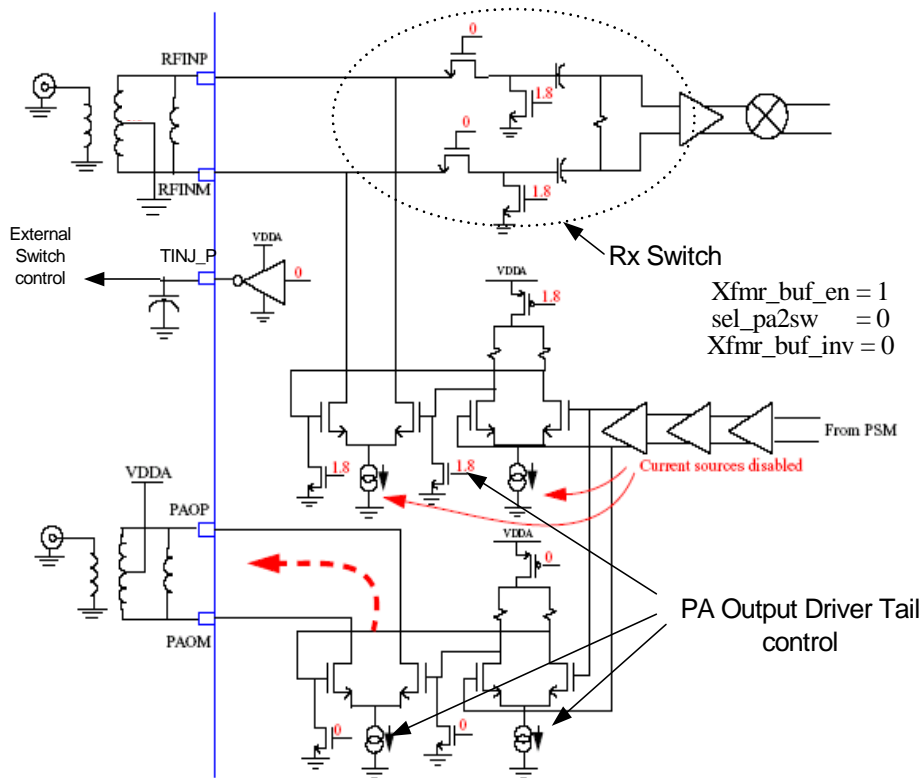 0
RFINP
1.8
0
RFINM
1.8
External
Switch
control
TINJ_P
VDDA
0
Rx Switch
VDDA
1.8
Xfmr_buf_en = 1
sel_pa2sw = 0
Xfmr_buf_inv = 0
From PSM
1.8
1.8
Current sources disabled
VDDA
PAOP
VDDA
0
PA Output Driver Tail
control
PAOM
0
0